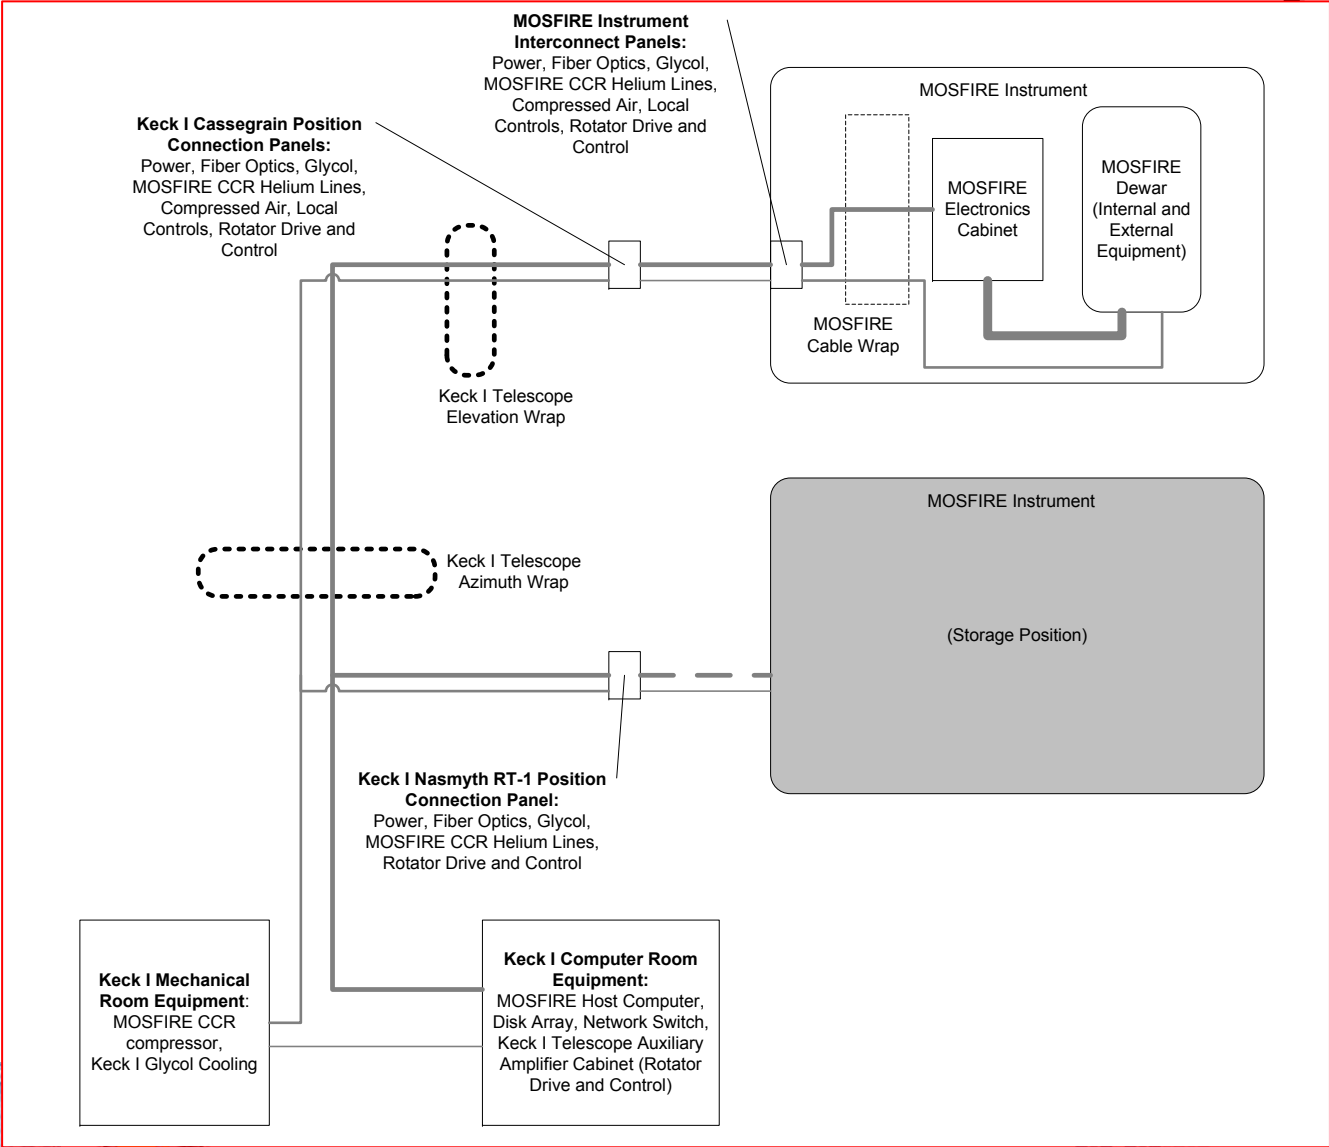 MOSFIRE Instrument
Interconnect Panels:
Power, Fiber Optics, Glycol,
MOSFIRE CCR Helium Lines,
Compressed Air, Local
Controls, Rotator Drive and
Control
Keck I Cassegrain Position
Connection Panels:
Power, Fiber Optics, Glycol,
MOSFIRE CCR Helium Lines,
Compressed Air, Local
Controls, Rotator Drive and
Control
MOSFIRE Instrument
MOSFIRE
Electronics
Cabinet
MOSFIRE
Dewar
(Internal and
External
Equipment)
MOSFIRE
Cable Wrap
Keck I Telescope
Elevation Wrap
MOSFIRE Instrument
(Storage Position)
Keck I Telescope
Azimuth Wrap
Keck I Nasmyth RT-1 Position
Connection Panel:
Power, Fiber Optics, Glycol,
MOSFIRE CCR Helium Lines,
Rotator Drive and Control
Keck I Mechanical
Room Equipment:
MOSFIRE CCR
compressor,
Keck I Glycol Cooling
Keck I Computer Room
Equipment:
MOSFIRE Host Computer,
Disk Array, Network Switch,
Keck I Telescope Auxiliary
Amplifier Cabinet (Rotator
Drive and Control)